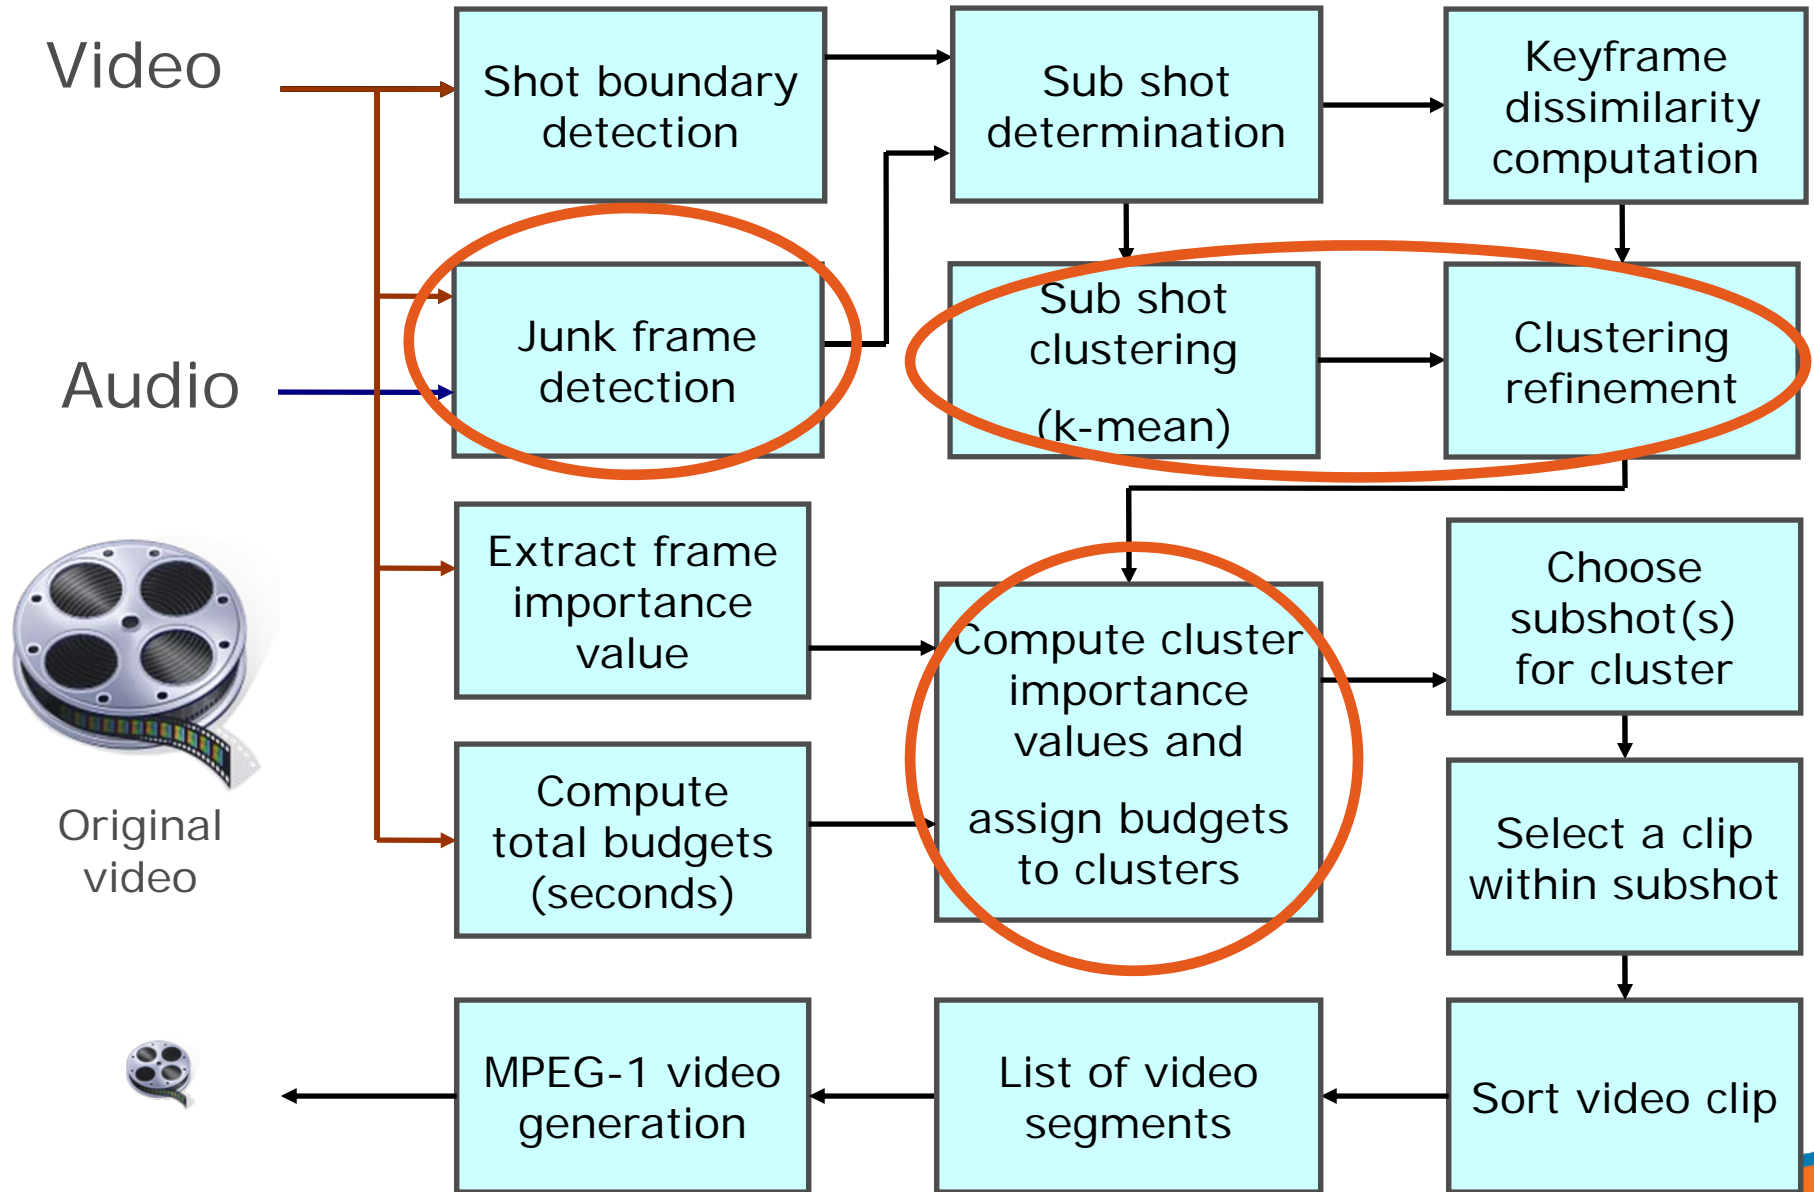 Video
Shot boundary
detection
Sub shot
determination
Keyframe
dissimilarity
computation
Audio
Junk frame
detection
Sub shot
clustering
(k-mean)
Clustering
refinement
Original
video
Extract frame
importance
value
Compute
total budgets
(seconds)
Compute cluster
importance
values and
assign budgets
to clusters
Choose
subshot(s)
for cluster
Select a clip
within subshot
MPEG-1 video
generation
List of video
segments
Sort video clip